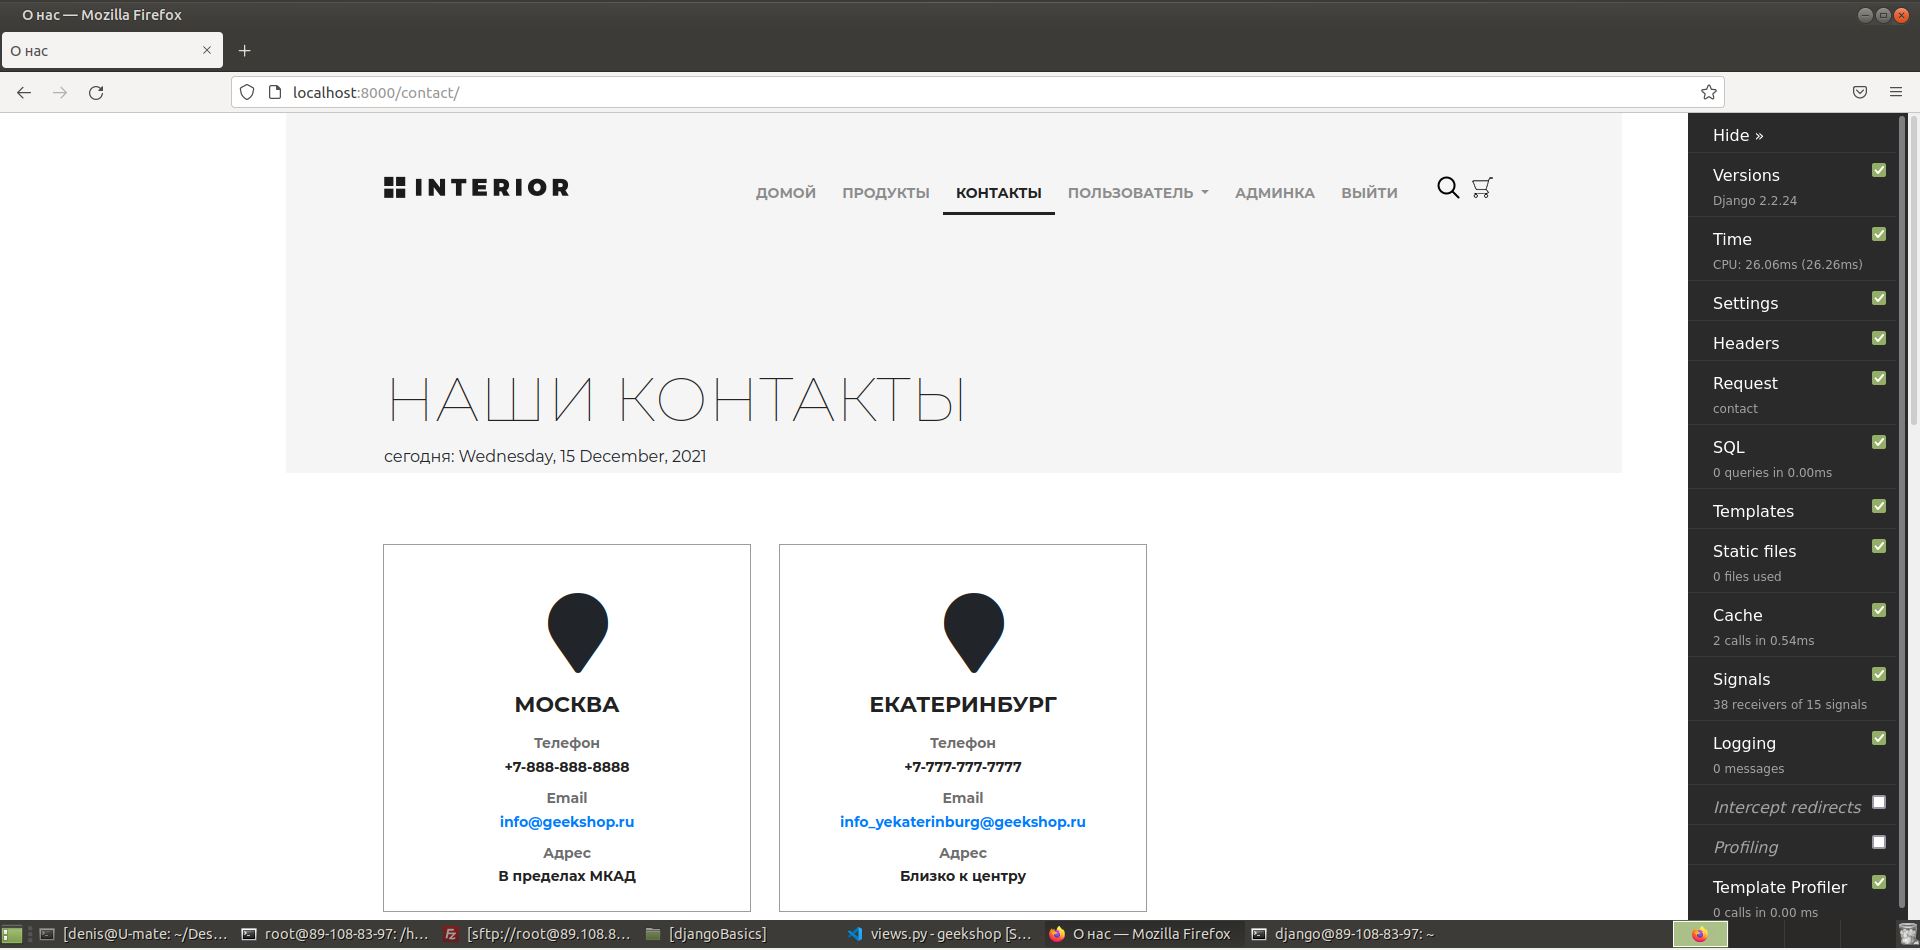 О нас — Mozilla Firefox
О нас
localhost:8000/contact/
INTERIOR
ДОМОЙ
ПРОДУКТЫ
КОНТАКТЫ
ПОЛЬЗОВАТЕЛЬ
АДМИНКА
ВЫЙТИ
НАШИ КОНТАКТЫ
сегодня: Wednesday, 15 December, 2021
МОСКВА
Телефон
+7-888-888-8888
Email
info@geekshop.ru
Адрес
В пределах МКАД
ЕКАТЕРИНБУРГ
Телефон
+7-777-777-7777
Email
info_yekaterinburg@geekshop.ru
Адрес
Близко к центру
Hide »
Versions
Django 2.2.24
Time
CPU: 26.06ms (26.26ms)
Settings
Headers
Request
contact
SQL
0 queries in 0.00ms
Templates
Static files
0 files used
Cache
2 calls in 0.54ms
Signals
38 receivers of 15 signals
Logging
0 messages
Intercept redirects
Profiling
Template Profiler
0 calls in 0.00 ms
[denis@U-mate: ~/Des...
root@89-108-83-97: /h...
[sftp://root@89.108.8...
[djangoBasics]
views.py - geekshop [S...
О нас — Mozilla Firefox
django@89-108-83-97: ~